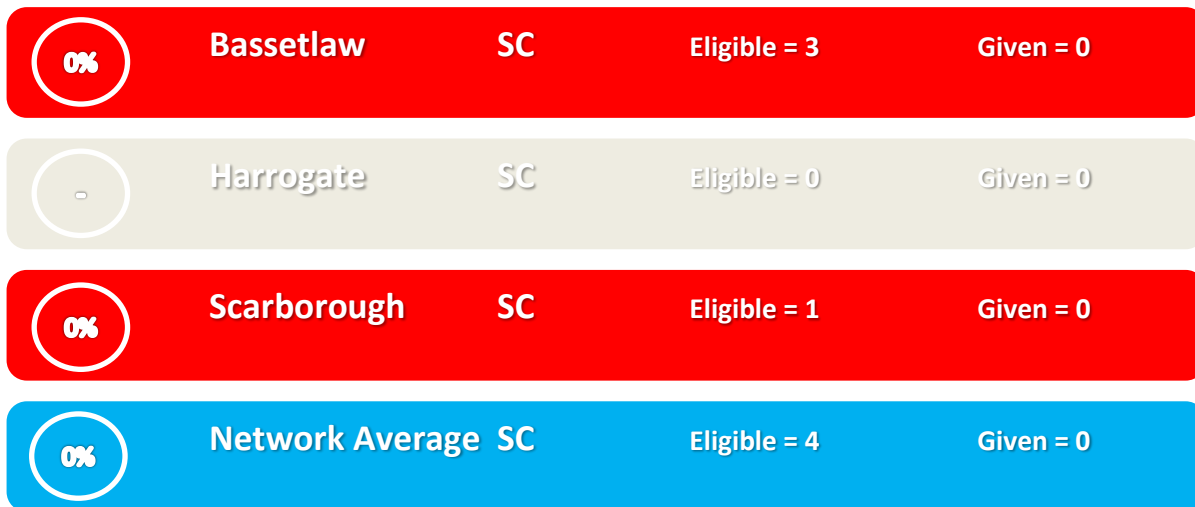 0% Bassetlaw SC Eligible = 3 Given = 0
- Harrogate SC Eligible = 0 Given = 0
0% Scarborough SC Eligible = 1 Given = 0
0% Network Average SC Eligible = 4 Given = 0